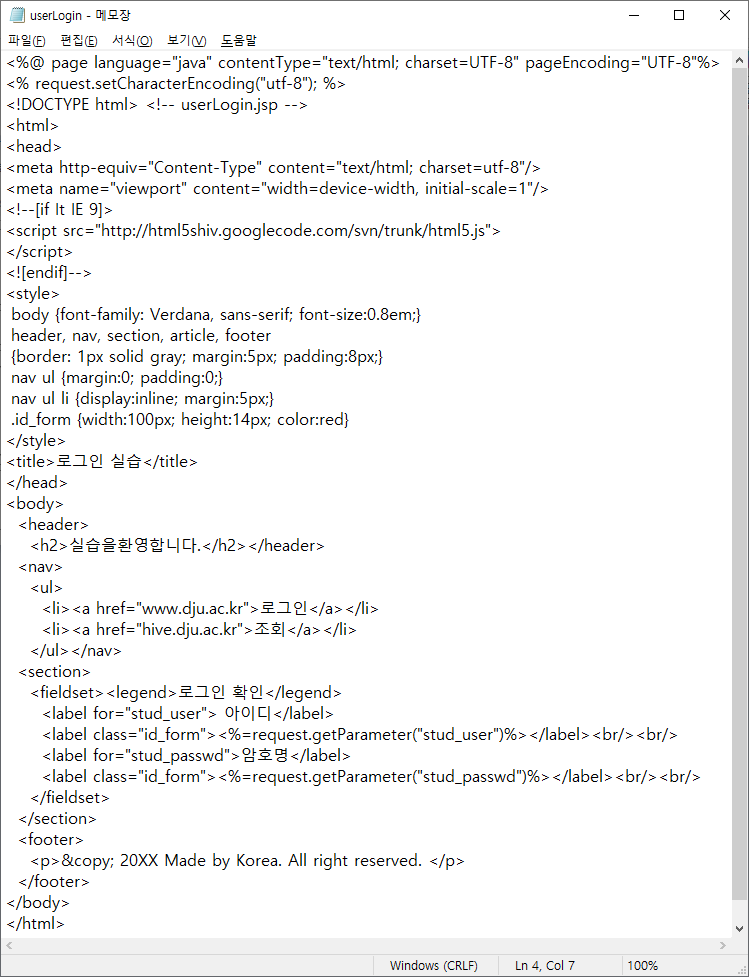 userLogin - 메모장
파일(F) 편집(E) 서식(O) 보기(V) 도움말
<%@ page language="java" contentType="text/html; charset=UTF-8" pageEncoding="UTF-8"%>
<% request.setCharacterEncoding("utf-8"); %>
<!DOCTYPE html> <!-- userLogin.jsp -->
<html>
<head>
<meta http-equiv="Content-Type" content="text/html; charset=utf-8"/>
<meta name="viewport" content="width=device-width, initial-scale=1"/>
<!--[if lt IE 9]>
<script src="http://html5shiv.googlecode.com/svn/trunk/html5.js">
</script>
<![endif]-->
<style>
 body {font-family: Verdana, sans-serif; font-size:0.8em;}
 header, nav, section, article, footer
 {border: 1px solid gray; margin:5px; padding:8px;}
 nav ul {margin:0; padding:0;}
 nav ul li {display:inline; margin:5px;}
 .id_form {width:100px; height:14px; color:red}
</style>
<title>로그인 실습</title>
</head>
<body>
  <header>
    <h2>실습을환영합니다.</h2></header>
  <nav>
    <ul>
      <li><a href="www.dju.ac.kr">로그인</a></li>
      <li><a href="hive.dju.ac.kr">조회</a></li>
    </ul></nav>
  <section>
    <fieldset><legend>로그인 확인</legend>
      <label for="stud_user"> 아이디</label>
      <label class="id_form"><%=request.getParameter("stud_user")%></label><br/><br/>
      <label for="stud_passwd">암호명</label>
      <label class="id_form"><%=request.getParameter("stud_passwd")%></label><br/><br/>
    </fieldset>
  </section>
  <footer>
    <p>&copy; 20XX Made by Korea. All right reserved. </p>
  </footer>
</body>
</html>
Windows (CRLF) Ln 4, Col 7 100%